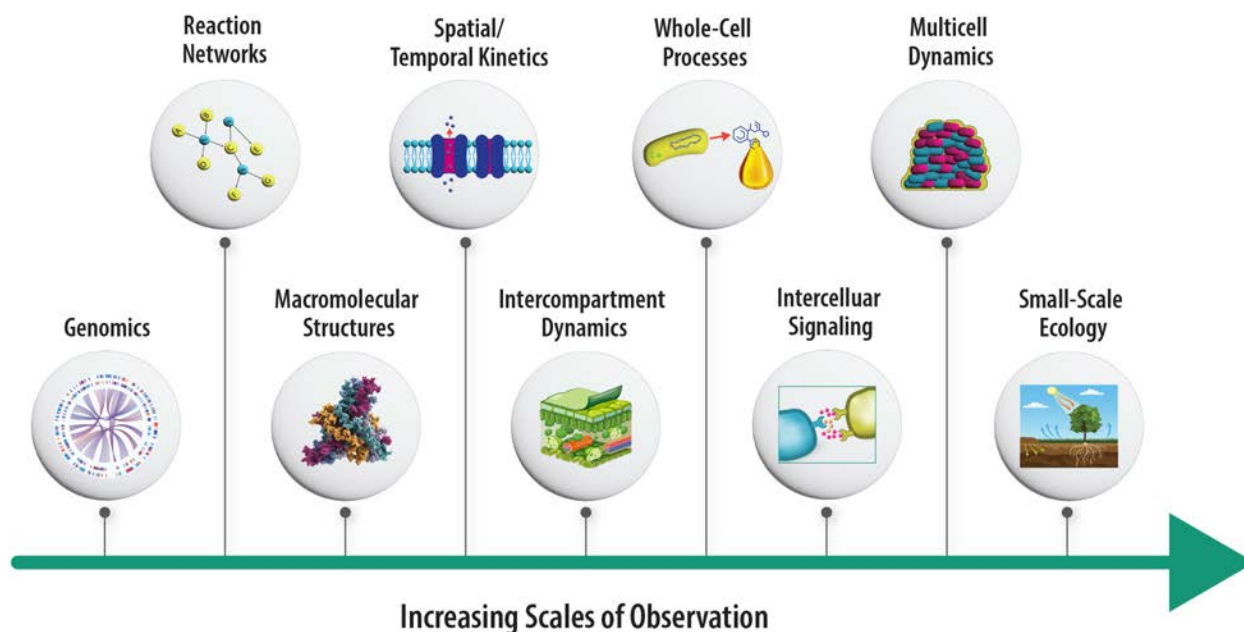 Reaction
Networks
Spatial/
Temporal Kinetics
Whole-Cell
Processes
Multicell
Dynamics
Genomics
Macromolecular
Structures
Intercompartment
Dynamics
Intercelluar
Signaling
Small-Scale
Ecology
Increasing Scales of Observation